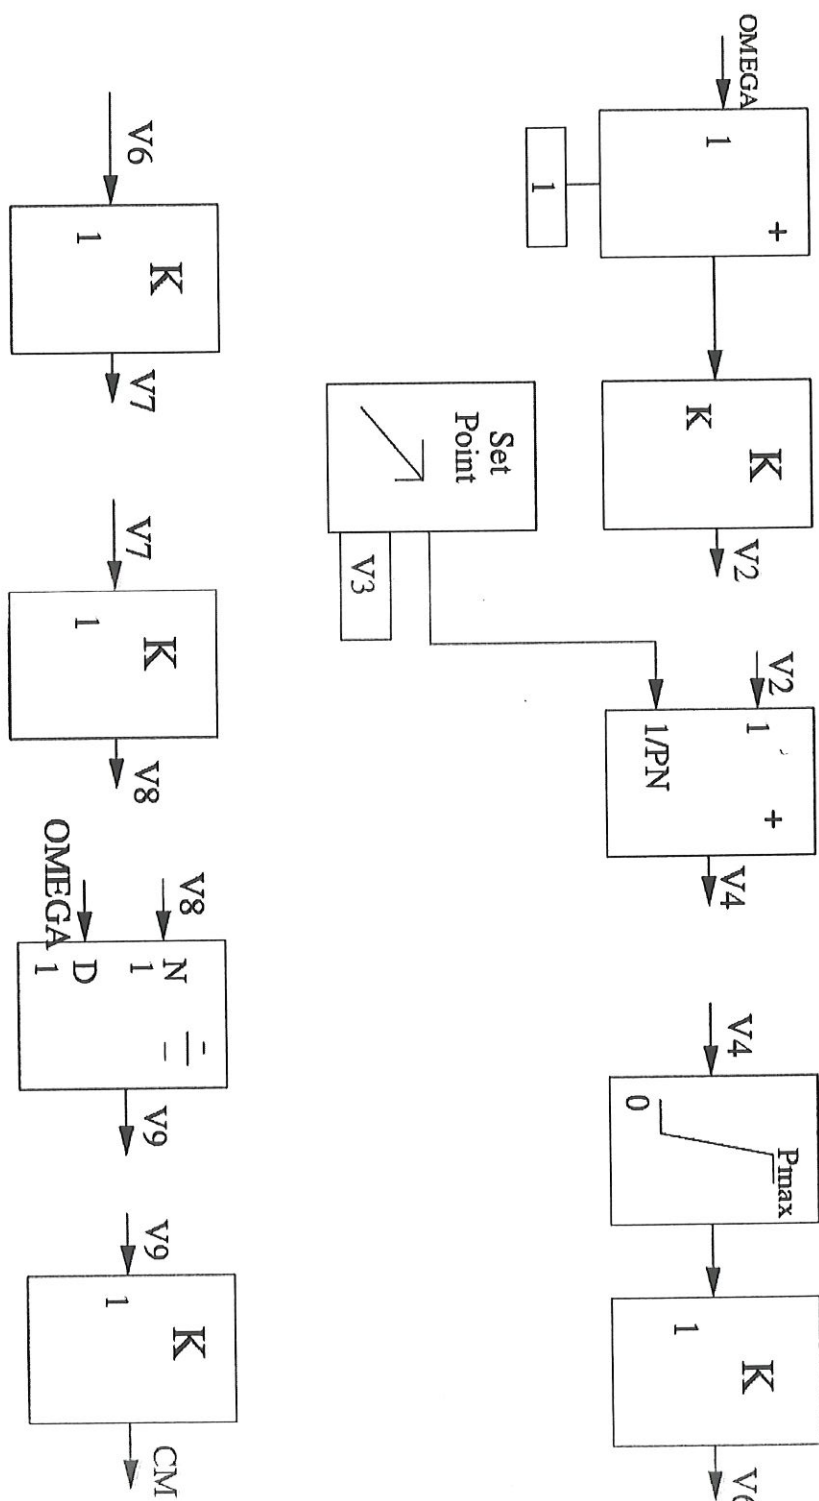 OMEGA
1
+
1
K
K
V2
V2
1
1/PN
+
V4
V4
Pmax
0
K
1
V6
Set
Point
V3
V6
K
1
V7
V7
K
1
V8
V8
N
1
OMEGA
D
1
V9
V9
K
1
CM